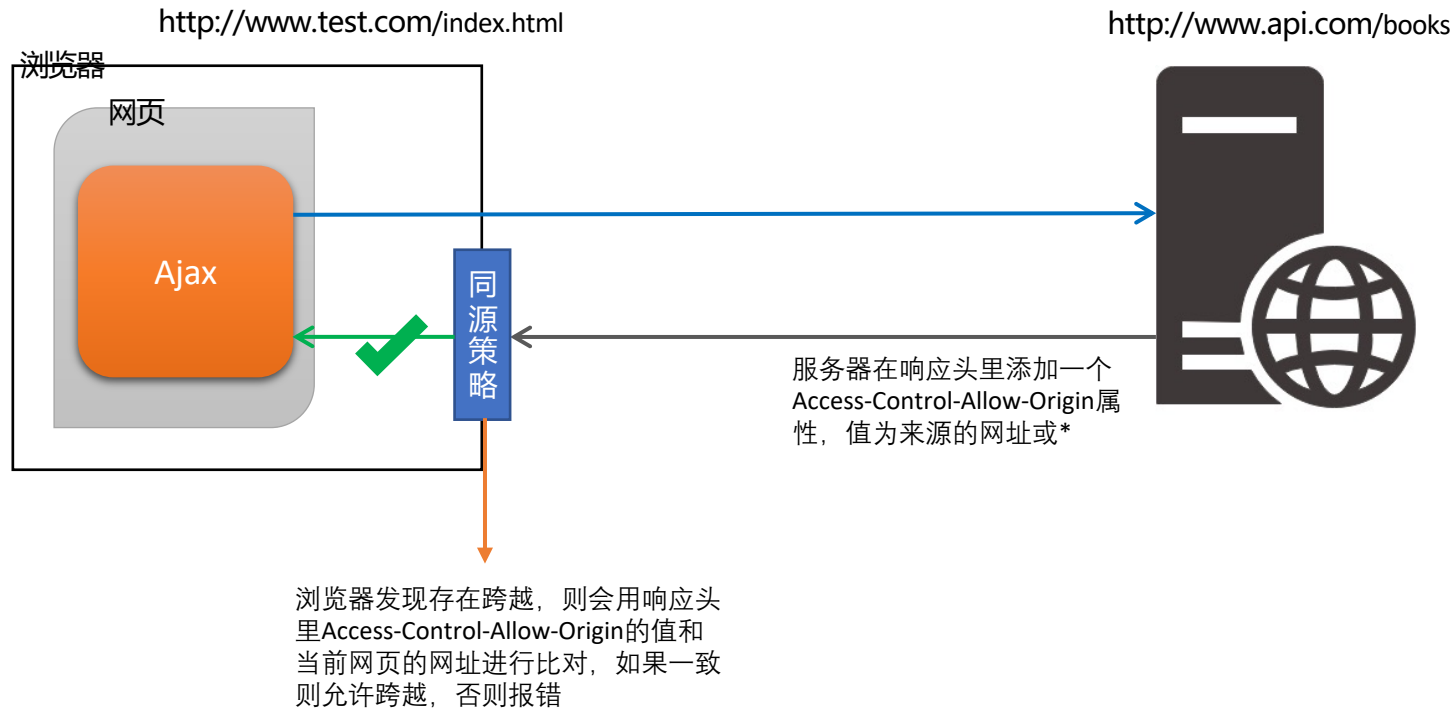 http://www.test.com/index.html
http://www.api.com/books
浏览器
网页
Ajax
同
源
策
略
服务器在响应头里添加一个
Access-Control-Allow-Origin属
性，值为来源的网址或*
浏览器发现存在跨越，则会用响应头
里Access-Control-Allow-Origin的值和
当前网页的网址进行比对，如果一致
则允许跨越，否则报错